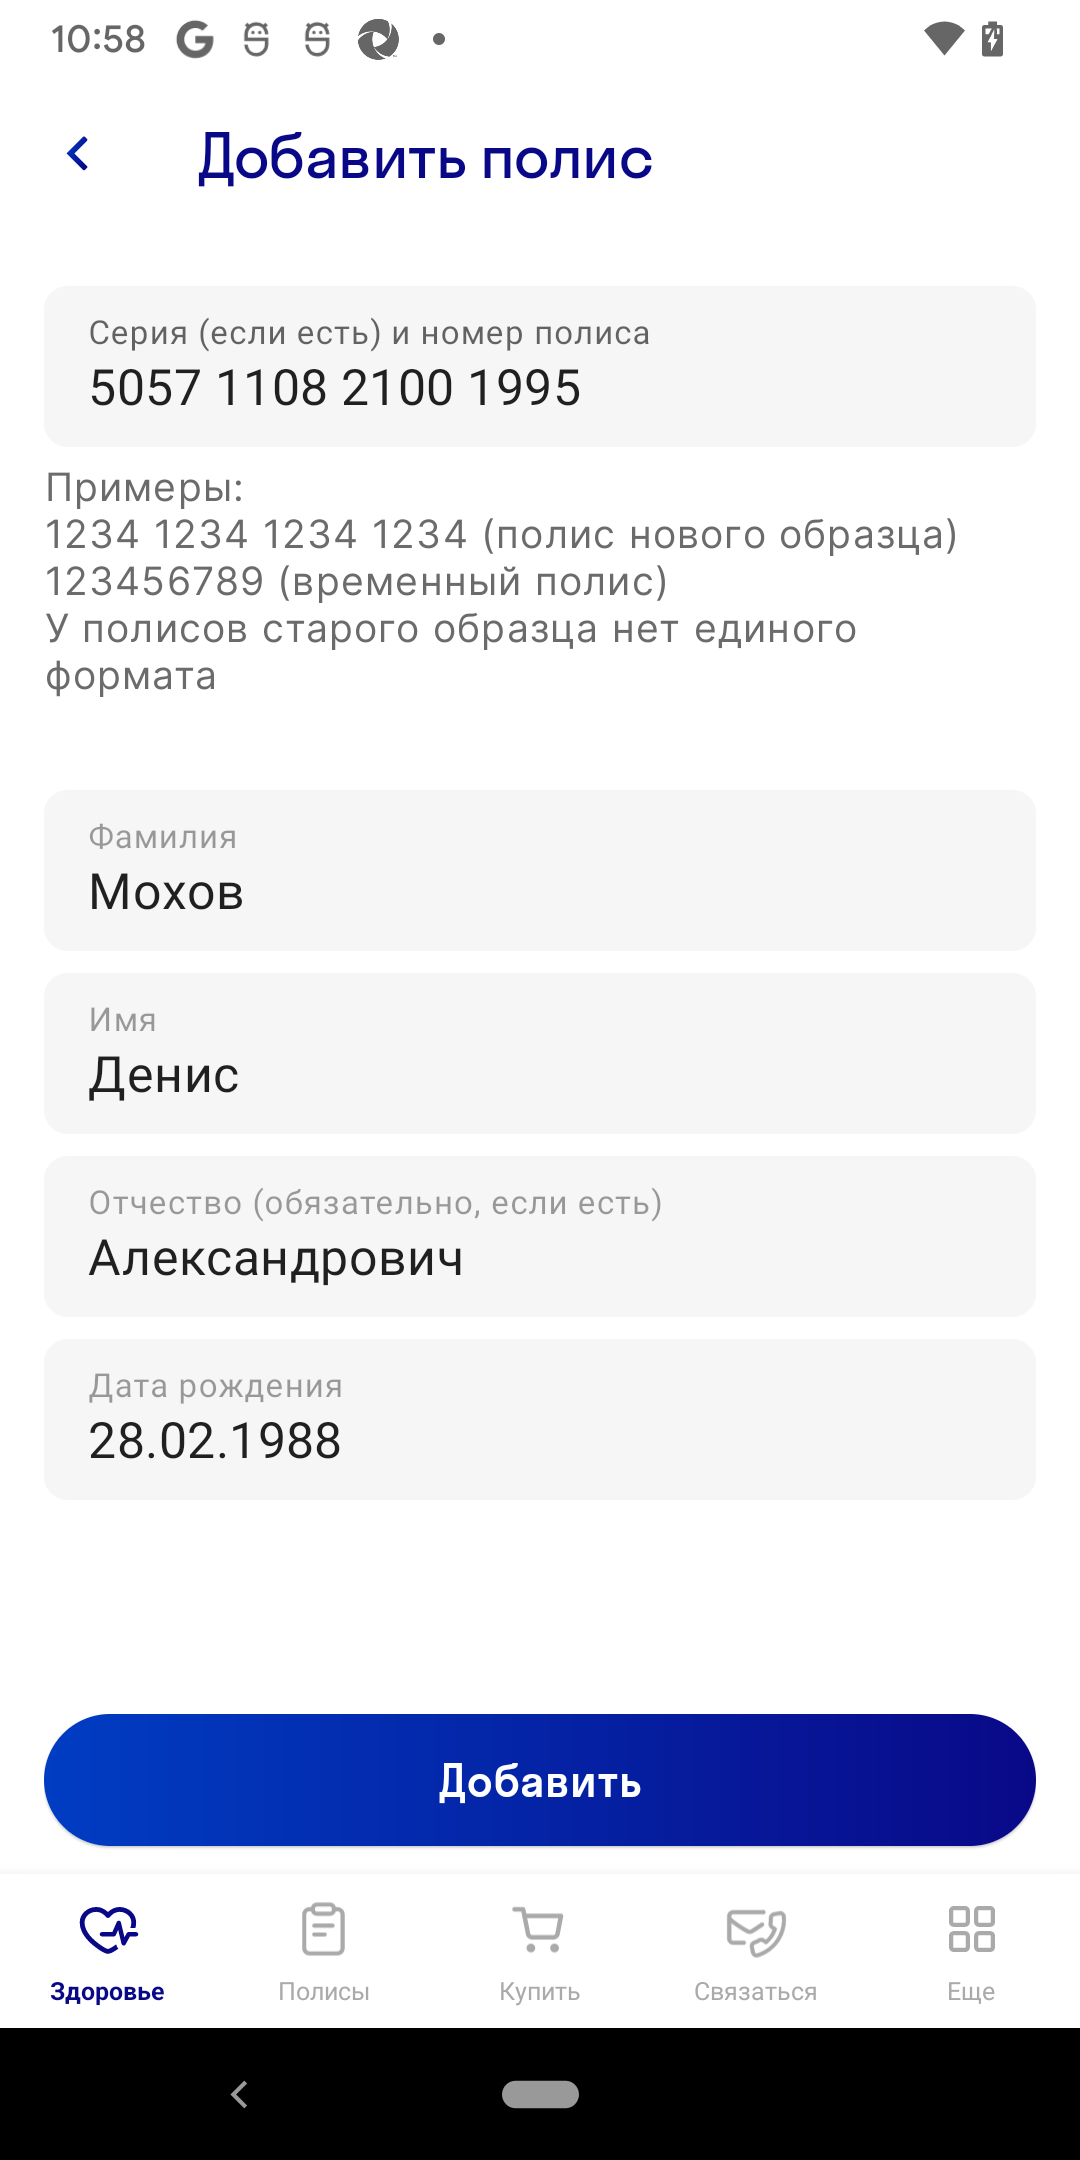 10:58
Добавить полис
Серия (если есть) и номер полиса
5057 1108 2100 1995
Примеры:
1234 1234 1234 1234 (полис нового образца)
123456789 (временный полис)
У полисов старого образца нет единого
формата
Фамилия
Мохов
Имя
Денис
Отчество (обязательно, если есть)
Александрович
Дата рождения
28.02.1988
Добавить
Здоровье Полисы Купить Связаться Еще